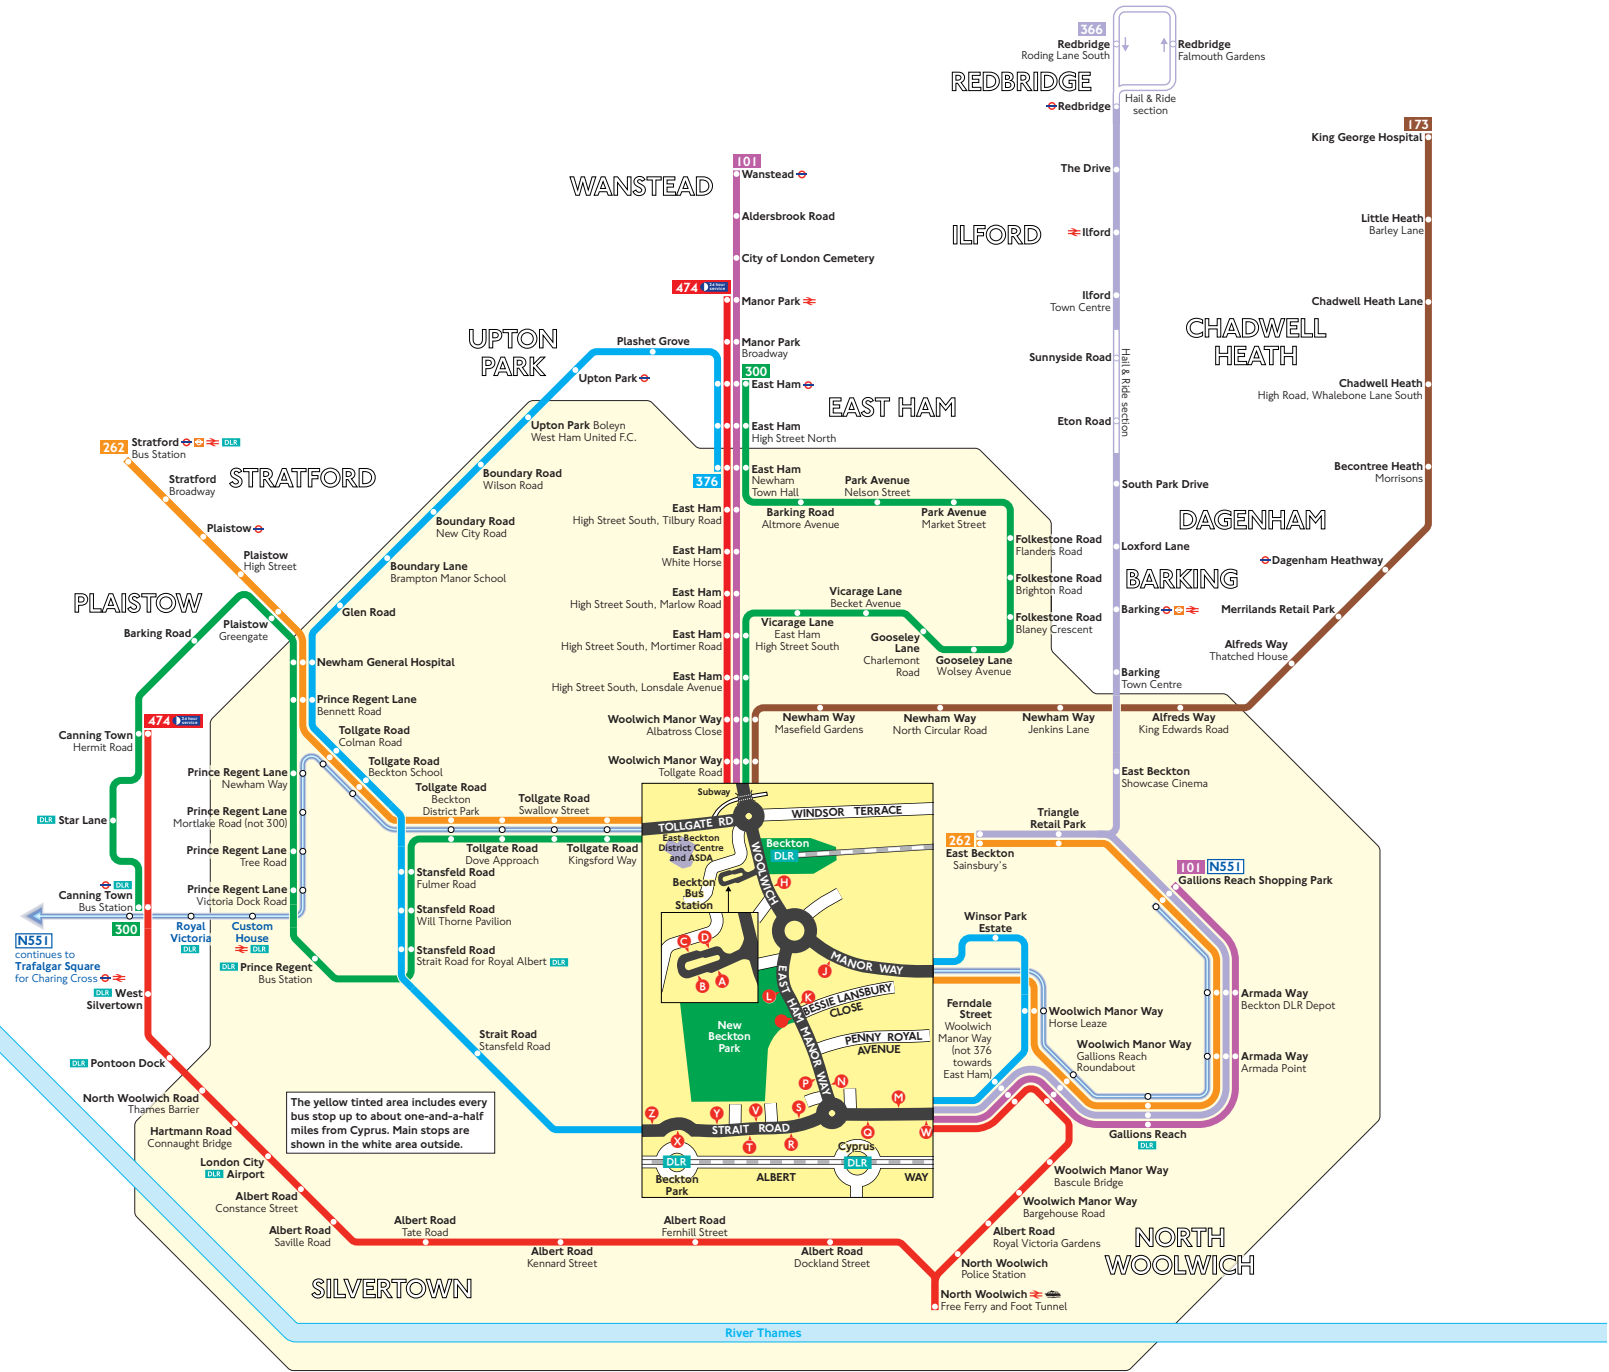 366
Redbridge
Roding Lane South
Redbridge
Falmouth Gardens
REDBRIDGE
Redbridge
Hail & Ride
section
173
King George Hospital
101
Wanstead
WANSTEAD
The Drive
Aldersbrook Road
Little Heath
Barley Lane
ILFORD
Ilford
City of London Cemetery
474
24 hour
service
Manor Park
Ilford
Town Centre
Chadwell Heath Lane
CHADWELL
HEATH
UPTON
PARK
Plashet Grove
Manor Park
Broadway
Sunnyside Road
Hail & Ride section
300
Upton Park
East Ham
Chadwell Heath
High Road, Whalebone Lane South
EAST HAM
Upton Park Boleyn
West Ham United F.C.
East Ham
High Street North
Eton Road
262
Stratford
DLR
Bus Station
STRATFORD
Stratford
Broadway
Boundary Road
Wilson Road
376
East Ham
Newham
Town Hall
Park Avenue
Nelson Street
South Park Drive
Becontree Heath
Morrisons
Plaistow
Boundary Road
New City Road
East Ham
High Street South, Tilbury Road
Barking Road
Altmore Avenue
Park Avenue
Market Street
DAGENHAM
Plaistow
High Street
Boundary Lane
Brampton Manor School
East Ham
White Horse
Folkestone Road
Flanders Road
Loxford Lane
Dagenham Heathway
BARKING
PLAISTOW
Glen Road
East Ham
High Street South, Marlow Road
Vicarage Lane
Becket Avenue
Folkestone Road
Brighton Road
Barking
Merrilands Retail Park
Barking Road
Plaistow
Greengate
East Ham
High Street South, Mortimer Road
Vicarage Lane
East Ham
High Street South
Gooseley
Lane
Charlemont
Road
Folkestone Road
Blaney Crescent
Alfreds Way
Thatched House
Newham General Hospital
Gooseley Lane
Wolsey Avenue
East Ham
High Street South, Lonsdale Avenue
Barking
Town Centre
Prince Regent Lane
Bennett Road
474
24 hour
service
Canning Town
Hermit Road
Tollgate Road
Colman Road
Woolwich Manor Way
Albatross Close
Newham Way
Masefield Gardens
Newham Way
North Circular Road
Newham Way
Jenkins Lane
Alfreds Way
King Edwards Road
Prince Regent Lane
Newham Way
Tollgate Road
Beckton School
Woolwich Manor Way
Tollgate Road
East Beckton
Showcase Cinema
Tollgate Road
Beckton
District Park
Tollgate Road
Swallow Street
Subway
WINDSOR TERRACE
DLR
Star Lane
Prince Regent Lane
Mortlake Road (not 300)
TOLLGATE RD
Triangle
Retail Park
Prince Regent Lane
Tree Road
Tollgate Road
Dove Approach
Tollgate Road
Kingsford Way
East Beckton
District Centre
and ASDA
Beckton
DLR
262
East Beckton
Sainsbury's
WOOLWICH
MANOR WAY
Prince Regent Lane
Victoria Dock Road
Stansfeld Road
Fulmer Road
Beckton
Bus
Station
H
101
N551
Gallions Reach Shopping Park
DLR
Canning Town
Bus Station
300
Royal
Victoria
DLR
Custom
House
DLR
Stansfeld Road
Will Thorne Pavilion
Winsor Park
Estate
N551
continues to
Trafalgar Square
for Charing Cross
DLR Prince Regent
Bus Station
Stansfeld Road
Strait Road for Royal Albert DLR
C
D
B
A
J
L
K
BESSIE LANSBURY
CLOSE
EAST HAM MANOR WAY
DLR West
Silvertown
Ferndale
Street
Woolwich
Manor Way
(not 376
towards
East Ham)
Woolwich Manor Way
Horse Leaze
Armada Way
Beckton DLR Depot
New
Beckton
Park
PENNY ROYAL
AVENUE
Strait Road
Stansfeld Road
Woolwich Manor Way
Gallions Reach
Roundabout
Armada Way
Armada Point
DLR Pontoon Dock
North Woolwich Road
Thames Barrier
The yellow tinted area includes every
bus stop up to about one-and-a-half
miles from Cyprus. Main stops are
shown in the white area outside.
P
N
M
Z
Y
V
S
STRAIT ROAD
X
T
R
Q
W
Hartmann Road
Connaught Bridge
Gallions Reach
DLR
London City
DLR Airport
DLR
Beckton
Park
ALBERT
Cyprus
DLR
WAY
Woolwich Manor Way
Bascule Bridge
Albert Road
Constance Street
Woolwich Manor Way
Bargehouse Road
Albert Road
Saville Road
Albert Road
Tate Road
Albert Road
Kennard Street
Albert Road
Fernhill Street
Albert Road
Dockland Street
Albert Road
Royal Victoria Gardens
NORTH
WOOLWICH
North Woolwich
Police Station
SILVERTOWN
North Woolwich
Free Ferry and Foot Tunnel
River Thames